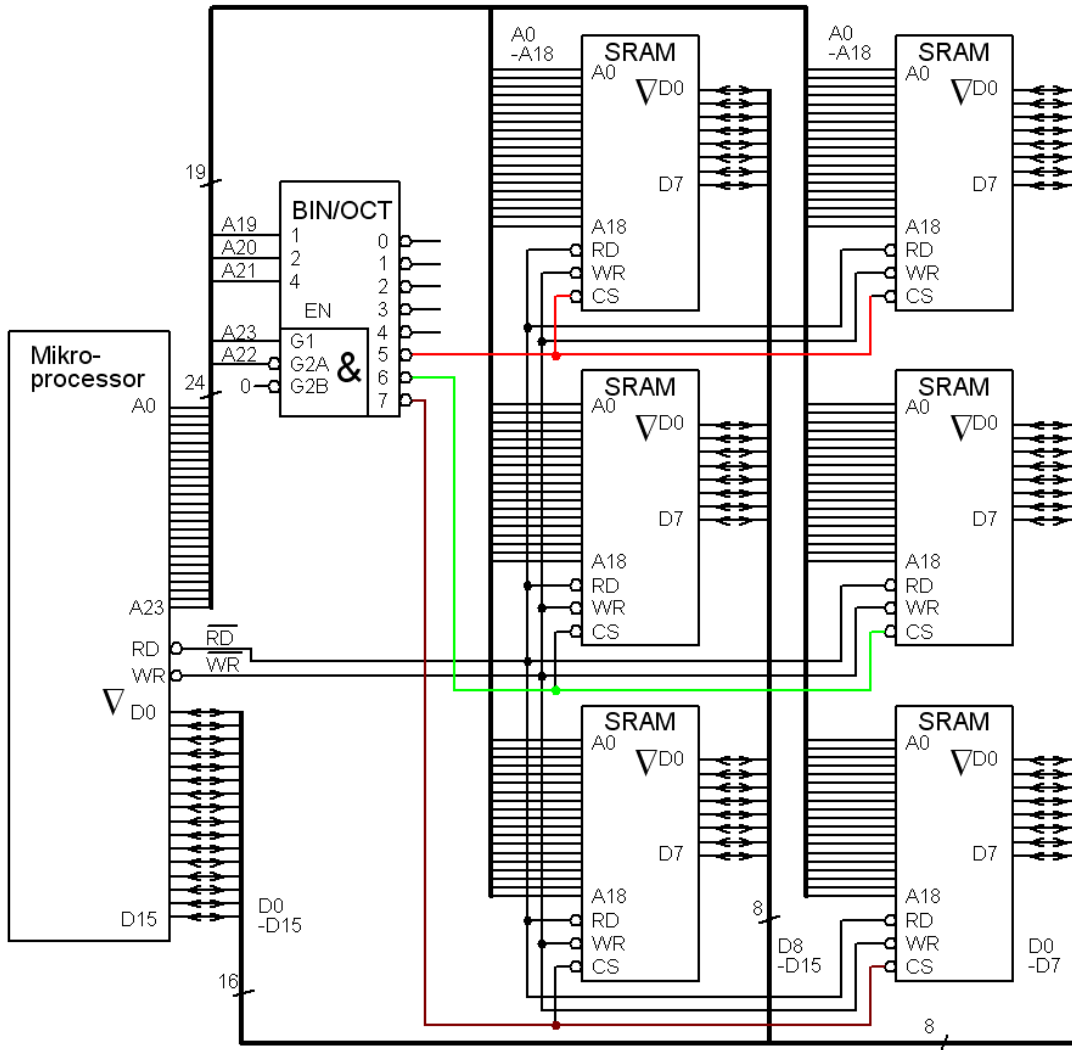 A0
-A18
SRAM
A0
D0
D7
A18
RD
WR
CS
A0
-A18
SRAM
A0
D0
D7
A18
RD
WR
CS
19
BIN/OCT
A19
1
A20
2
A21
4
EN
A23
G1
A22
G2A
0
G2B
&
0
1
2
3
4
5
6
7
Mikro-
processor
24
A0
A23
RD
RD
WR
WR
D0
D15
D0
-D15
16
A0
D0
D7
A18
RD
WR
CS
A0
D0
D7
A18
RD
WR
CS
SRAM
A0
D0
D7
A18
RD
WR
CS
8
D8
-D15
SRAM
A0
D0
D7
A18
RD
WR
CS
D0
-D7
8